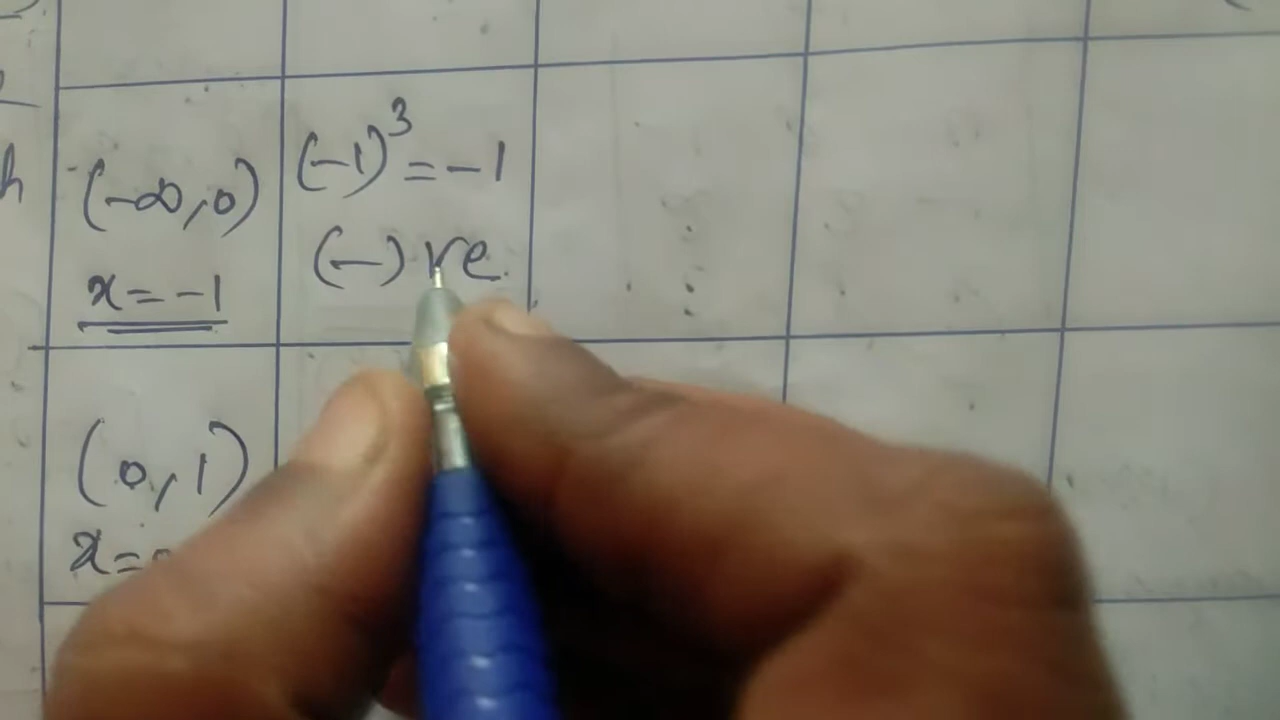 (-∞,0)
x=-1
(-1)³=-1
(-)ve
(0,1)
x=